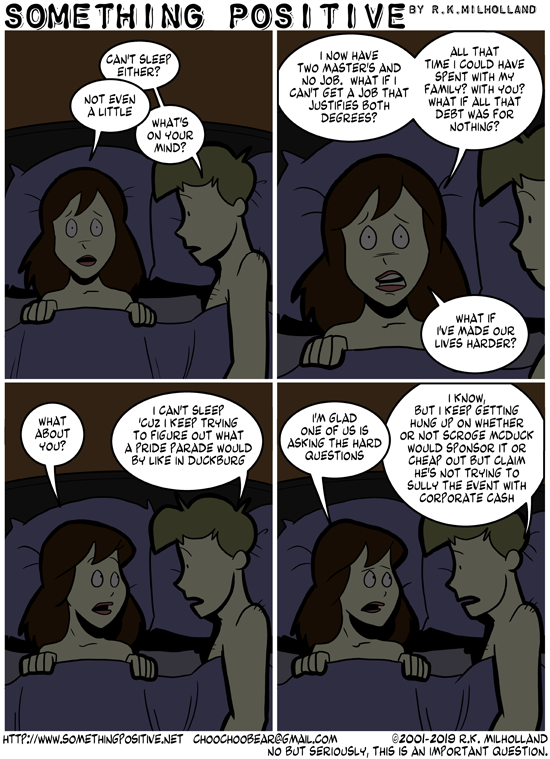 SOMETHING POSITIVE BY R.K.MILHOLLAND
CAN'T SLEEP
EITHER?
NOT EVEN
A LITTLE
WHAT'S
ON YOUR
MIND?
I NOW HAVE
TWO MASTER'S AND
NO JOB. WHAT IF I
CAN'T GET A JOB THAT
JUSTIFIES BOTH
DEGREES?
ALL THAT
TIME I COULD HAVE
SPENT WITH MY
FAMILY? WITH YOU?
WHAT IF ALL THAT
DEBT WAS FOR
NOTHING?
WHAT IF
I'VE MADE OUR
LIVES HARDER?
WHAT
ABOUT
YOU?
I CAN'T SLEEP
'CUZ I KEEP TRYING
TO FIGURE OUT WHAT
A PRIDE PARADE WOULD
BY LIKE IN DUCKBURG
I'M GLAD
ONE OF US IS
ASKING THE HARD
QUESTIONS
I KNOW,
BUT I KEEP GETTING
HUNG UP ON WHETHER
OR NOT SCROGE MCDUCK
WOULD SPONSOR IT OR
CHEAP OUT BUT CLAIM
HE'S NOT TRYING TO
SULLY THE EVENT WITH
CORPORATE CASH
HTTP://WWW.SOMETHINGPOSITIVE.NET CHOOCHOOBEAR@GMAIL.COM ©2001-2019 R.K. MILHOLLAND
NO BUT SERIOUSLY, THIS IS AN IMPORTANT QUESTION.